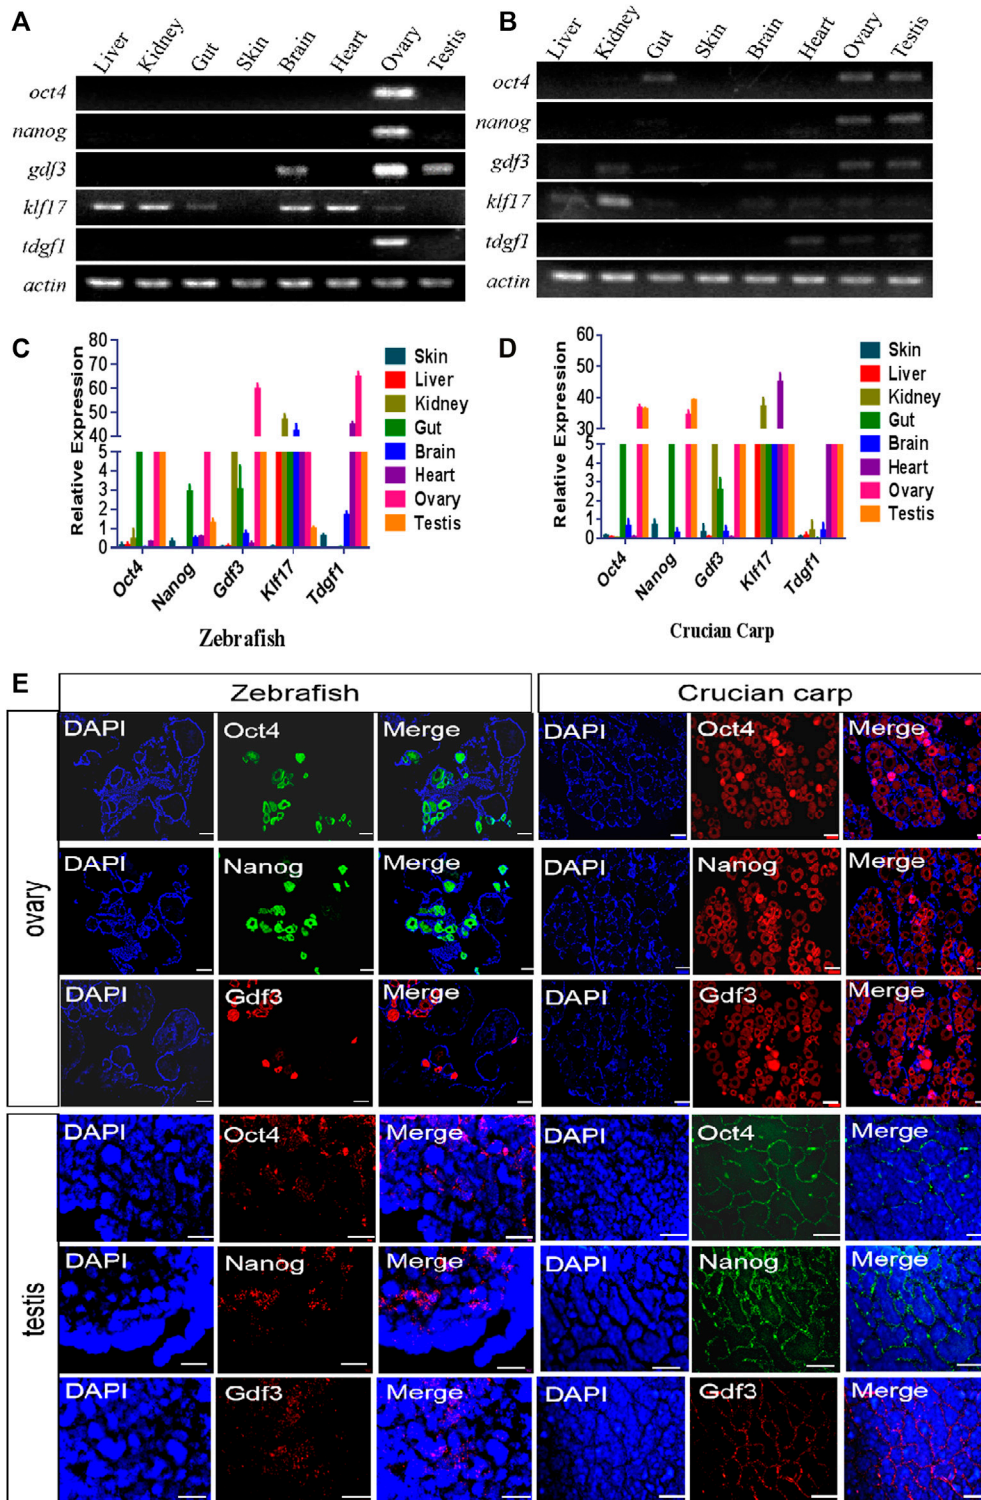 A
Liver Kidney Gut Skin Brain Heart Ovary Testis
oct4
nanog
gdf3
klf17
tdgf1
actin
B
Liver Kidney Gut Skin Brain Heart Ovary Testis
oct4
nanog
gdf3
klf17
tdgf1
actin
C
Relative Expression
80
70
60
50
40
5
4
3
2
1
0
Oct4 Nanog Gdf3 Klf17 Tdgf1
Skin
Liver
Kidney
Gut
Brain
Heart
Ovary
Testis
Zebrafish
D
Relative Expression
60
50
40
30
5
4
3
2
1
0
Oct4 Nanog Gdf3 Klf17 Tdgf1
Skin
Liver
Kidney
Gut
Brain
Heart
Ovary
Testis
Crucian Carp
E
Zebrafish Crucian carp
ovary
DAPI Oct4 Merge DAPI Oct4 Merge
DAPI Nanog Merge DAPI Nanog Merge
DAPI Gdf3 Merge DAPI Gdf3 Merge
testis
DAPI Oct4 Merge DAPI Oct4 Merge
DAPI Nanog Merge DAPI Nanog Merge
DAPI Gdf3 Merge DAPI Gdf3 Merge